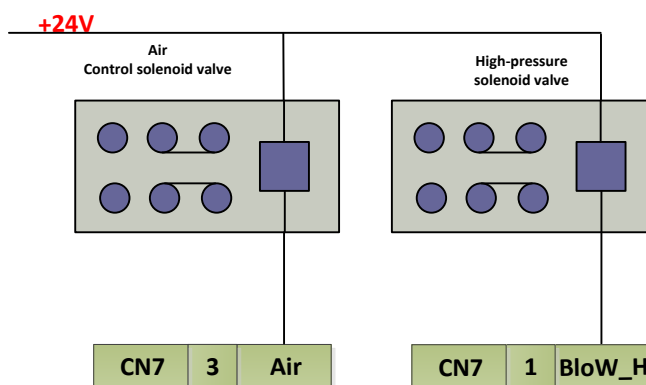 +24V
Air
Control solenoid valve
High-pressure
solenoid valve
CN7 3 Air
CN7 1 BloW_H